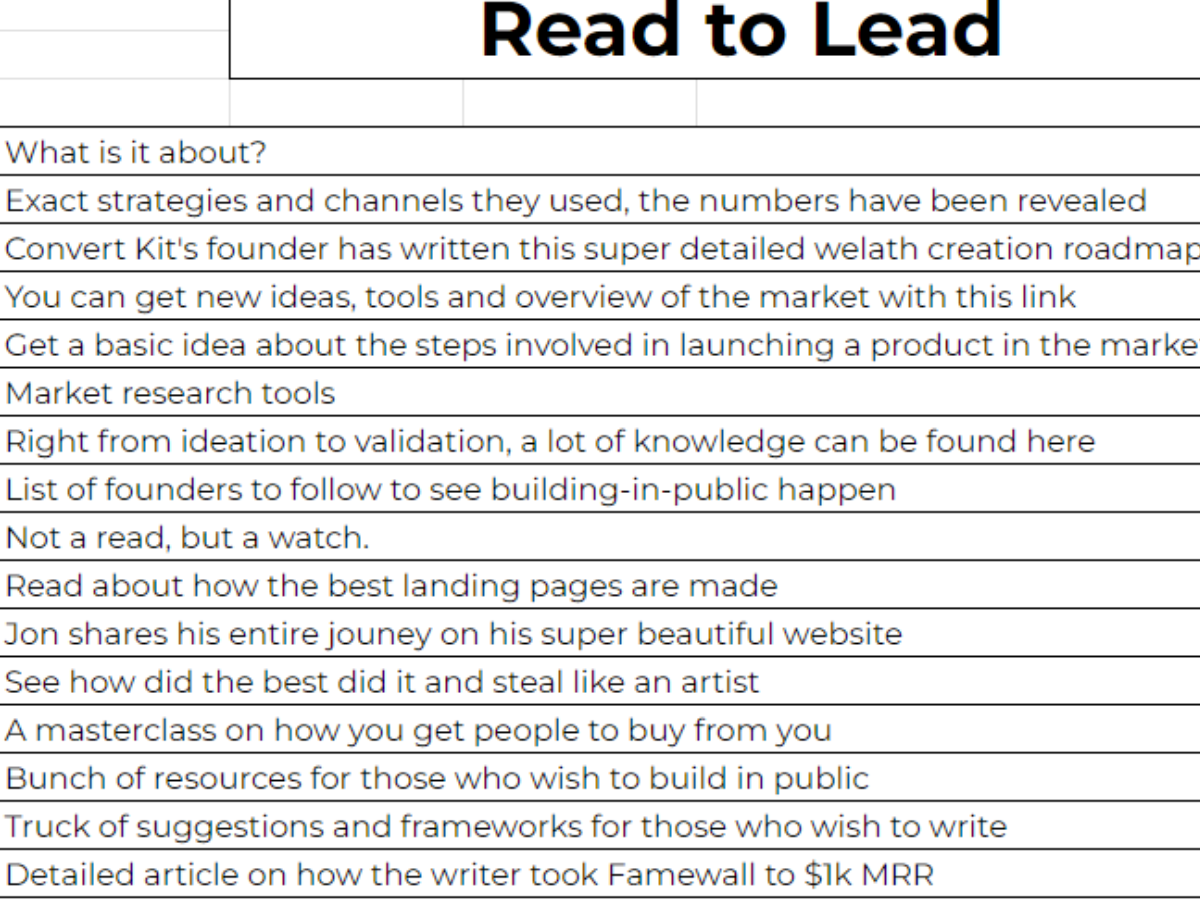 Read to Lead
What is it about?
Exact strategies and channels they used, the numbers have been revealed
Convert Kit's founder has written this super detailed welath creation roadmap
You can get new ideas, tools and overview of the market with this link
Get a basic idea about the steps involved in launching a product in the marke
Market research tools
Right from ideation to validation, a lot of knowledge can be found here
List of founders to follow to see building-in-public happen
Not a read, but a watch.
Read about how the best landing pages are made
Jon shares his entire jouney on his super beautiful website
See how did the best did it and steal like an artist
A masterclass on how you get people to buy from you
Bunch of resources for those who wish to build in public
Truck of suggestions and frameworks for those who wish to write
Detailed article on how the writer took Famewall to $1k MRR